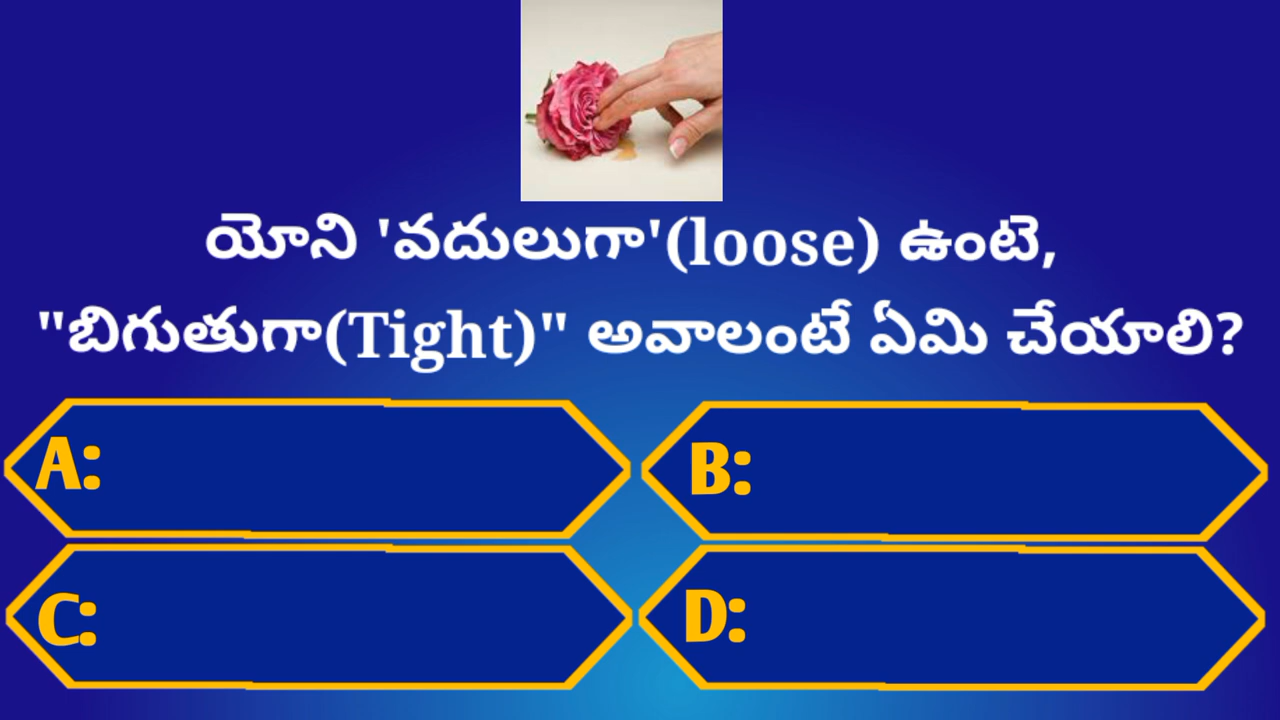 యోని 'వదులుగా'(loose) ఉంటె,
"బిగుతుగా(Tight)" అవాలంటే ఏమి చేయాలి?
A:
B:
C:
D: